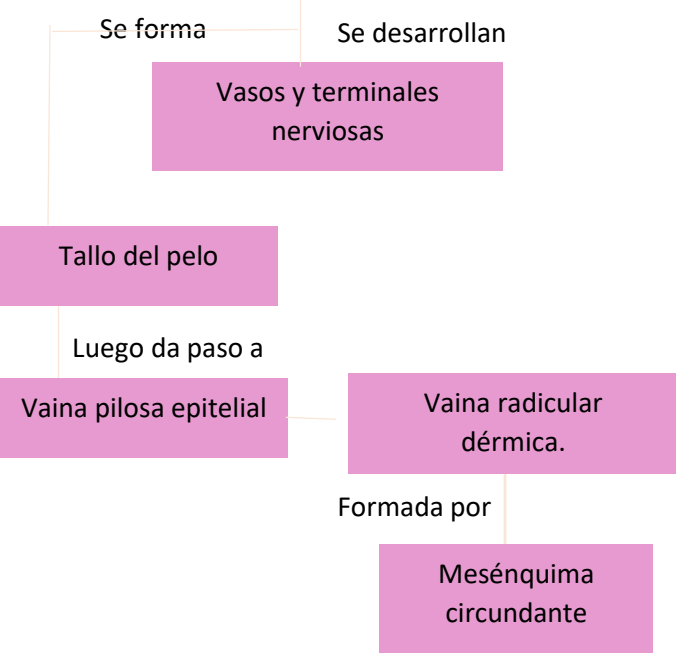 Se forma
Se desarrollan
Vasos y terminales
nerviosas
Tallo del pelo
Luego da paso a
Vaina pilosa epitelial
Vaina radicular
dérmica.
Formada por
Mesénquima
circundante